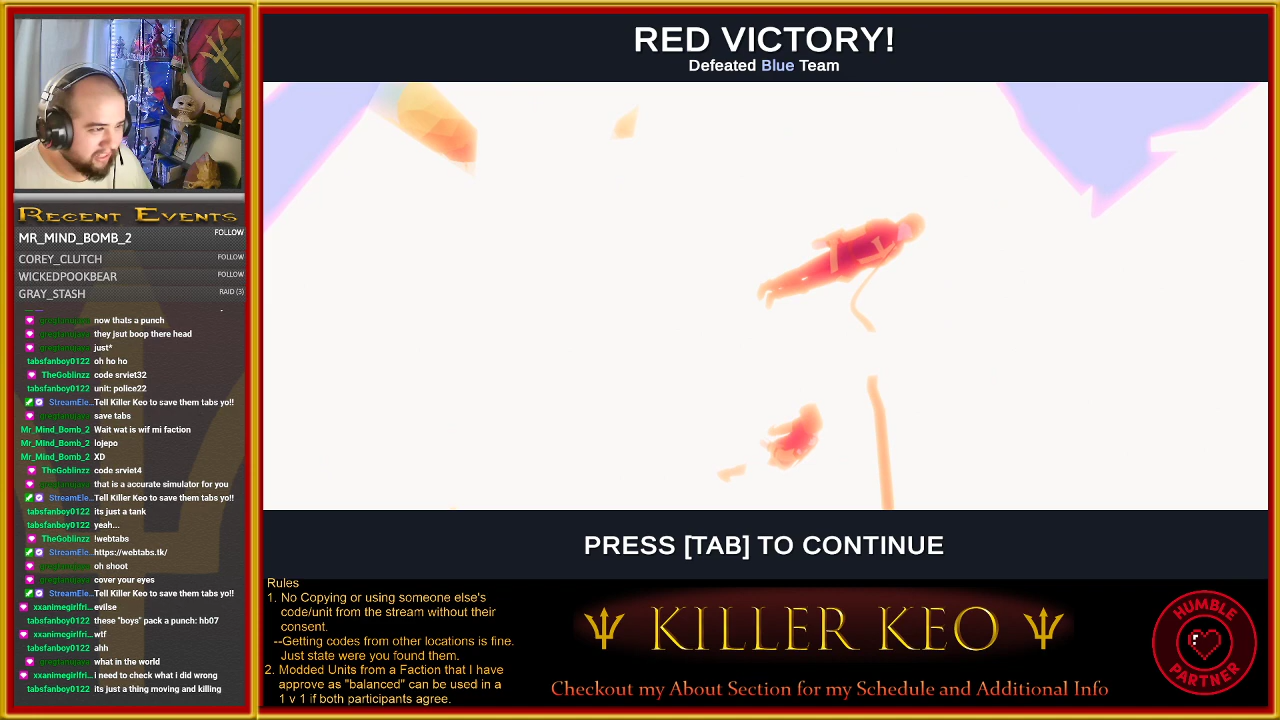 RED VICTORY!
Defeated Blue Team
RECENT EVENTS
MR_MIND_BOMB_2 FOLLOW
COREY_CLUTCH FOLLOW
WICKEDPOOKBEAR FOLLOW
GRAY_STASH RAID (3)
now thats a punch
they jsut boop there head
just*
tabsfanboy0122 oh ho ho
TheGoblinzz code srviet32
tabsfanboy0122 unit: police22
StreamEle... Tell Killer Keo to save them tabs yo!!
save tabs
Mr_Mind_Bomb_2 Wait wat is wif mi faction
Mr_Mind_Bomb_2 lojepo
Mr_Mind_Bomb_2 XD
TheGoblinzz code srviet4
that is a accurate simulator for you
StreamEle... Tell Killer Keo to save them tabs yo!!
tabsfanboy0122 its just a tank
tabsfanboy0122 yeah...
TheGoblinzz !webtabs
StreamEle... https://webtabs.tk/
oh shoot
cover your eyes
StreamEle... Tell Killer Keo to save them tabs yo!!
xxanimegirlfri... evilse
tabsfanboy0122 these "boys" pack a punch: hb07
xxanimegirlfri... wtf
tabsfanboy0122 ahh
what in the world
xxanimegirlfri... i need to check what i did wrong
tabsfanboy0122 its just a thing moving and killing
PRESS [TAB] TO CONTINUE
Rules
1. No Copying or using someone else's
code/unit from the stream without their
consent.
--Getting codes from other locations is fine.
Just state were you found them.
2. Modded Units from a Faction that I have
approve as "balanced" can be used in a
1 v 1 if both participants agree.
KILLER KEO
Checkout my About Section for my Schedule and Additional Info
HUMBLE
PARTNER